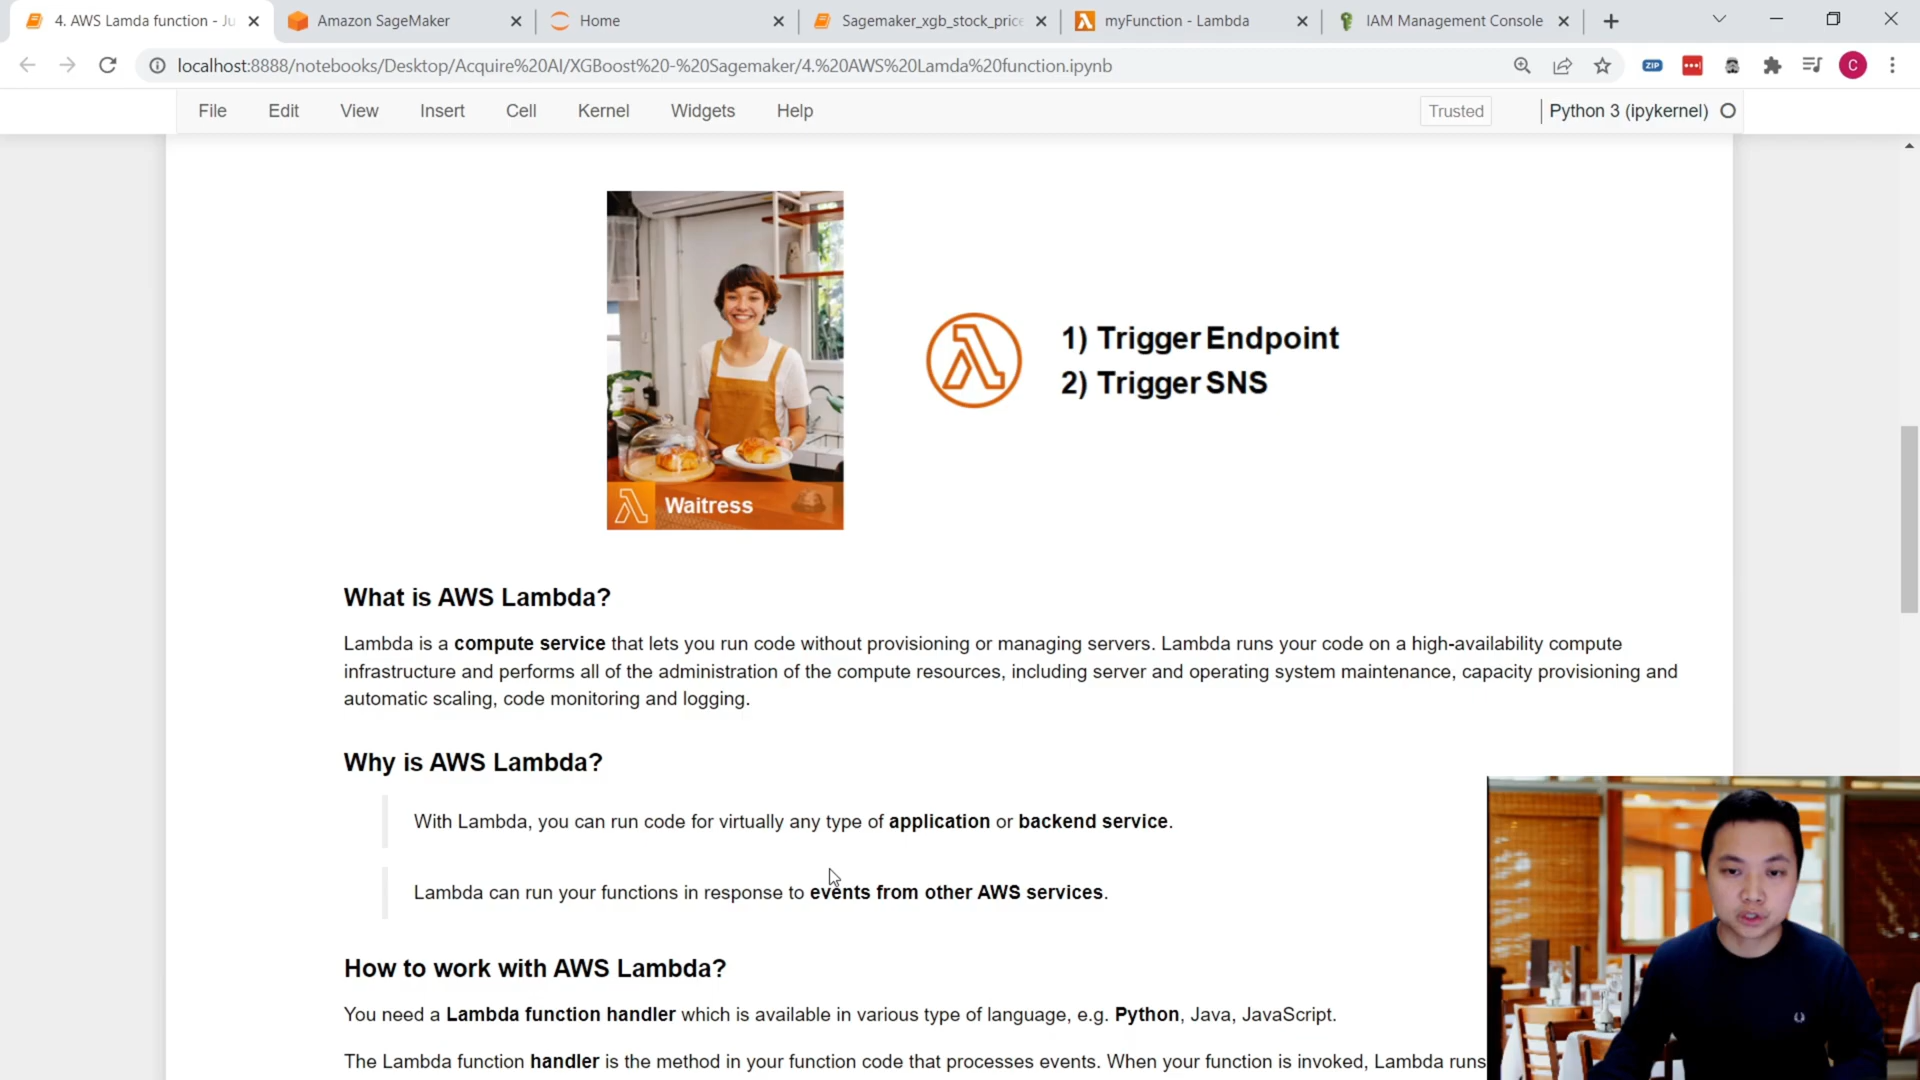 4. AWS Lamda function - Ju
Amazon SageMaker
Home
Sagemaker_xgb_stock_price
myFunction - Lambda
IAM Management Console
localhost:8888/notebooks/Desktop/Acquire%20AI/XGBoost%20-%20Sagemaker/4.%20AWS%20Lamda%20function.ipynb
ZIP
C
File Edit View Insert Cell Kernel Widgets Help
Trusted
Python 3 (ipykernel)
1) Trigger Endpoint
2) Trigger SNS
Waitress
What is AWS Lambda?
Lambda is a compute service that lets you run code without provisioning or managing servers. Lambda runs your code on a high-availability compute
infrastructure and performs all of the administration of the compute resources, including server and operating system maintenance, capacity provisioning and
automatic scaling, code monitoring and logging.
Why is AWS Lambda?
With Lambda, you can run code for virtually any type of application or backend service.
Lambda can run your functions in response to events from other AWS services.
How to work with AWS Lambda?
You need a Lambda function handler which is available in various type of language, e.g. Python, Java, JavaScript.
The Lambda function handler is the method in your function code that processes events. When your function is invoked, Lambda runs